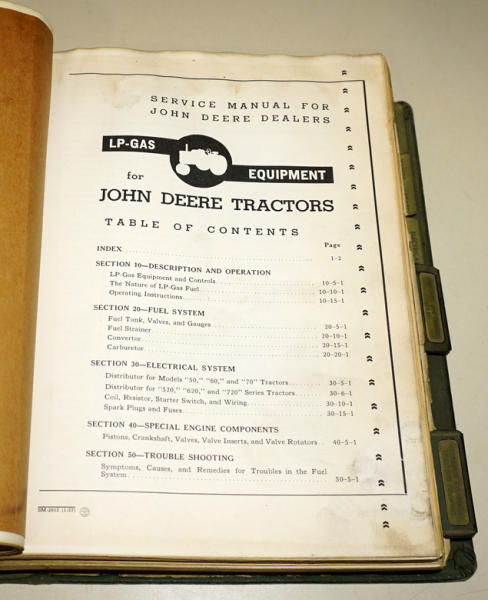 SERVICE MANUAL FOR
JOHN DEERE DEALERS
LP-GAS
for
EQUIPMENT
JOHN DEERE TRACTORS
TABLE OF CONTENTS
Page
INDEX 1-2
SECTION 10—DESCRIPTION AND OPERATION
LP-Gas Equipment and Controls 10-5-1
The Nature of LP-Gas Fuel 10-10-1
Operating Instructions 10-15-1
SECTION 20—FUEL SYSTEM
Fuel Tank, Valves, and Gauges 20-5-1
Fuel Strainer 20-10-1
Convertor 20-15-1
Carburetor 20-20-1
SECTION 30—ELECTRICAL SYSTEM
Distributor for Models "50," "60," and "70" Tractors 30-5-1
Distributor for "520," "620," and "720" Series Tractors 30-6-1
Coil, Resistor, Starter Switch, and Wiring 30-10-1
Spark Plugs and Fuses 30-15-1
SECTION 40—SPECIAL ENGINE COMPONENTS
Pistons, Crankshaft, Valves, Valve Inserts, and Valve Rotators 40-5-1
SECTION 50—TROUBLE SHOOTING
Symptoms, Causes, and Remedies for Troubles in the Fuel
System 50-5-1